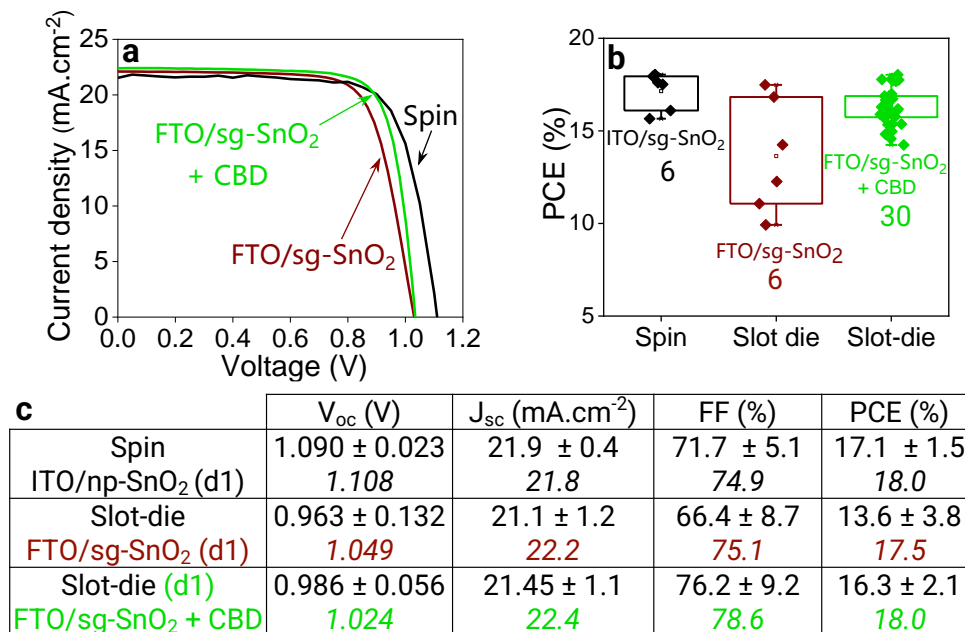 a
Current density (mA.cm⁻²)
25
20
15
10
5
0
0.0 0.2 0.4 0.6 0.8 1.0 1.2
Voltage (V)
FTO/sg-SnO₂
+ CBD
Spin
FTO/sg-SnO₂
b
PCE (%)
20
15
10
5
ITO/sg-SnO₂
6
FTO/sg-SnO₂
6
FTO/sg-SnO₂
+ CBD
30
Spin Slot die Slot-die
c Vₒc (V) Jsc (mA.cm⁻²) FF (%) PCE (%)
Spin 1.090 ± 0.023 21.9 ± 0.4 71.7 ± 5.1 17.1 ± 1.5
ITO/np-SnO₂ (d1) 1.108 21.8 74.9 18.0
Slot-die 0.963 ± 0.132 21.1 ± 1.2 66.4 ± 8.7 13.6 ± 3.8
FTO/sg-SnO₂ (d1) 1.049 22.2 75.1 17.5
Slot-die (d1) 0.986 ± 0.056 21.45 ± 1.1 76.2 ± 9.2 16.3 ± 2.1
FTO/sg-SnO₂ + CBD 1.024 22.4 78.6 18.0